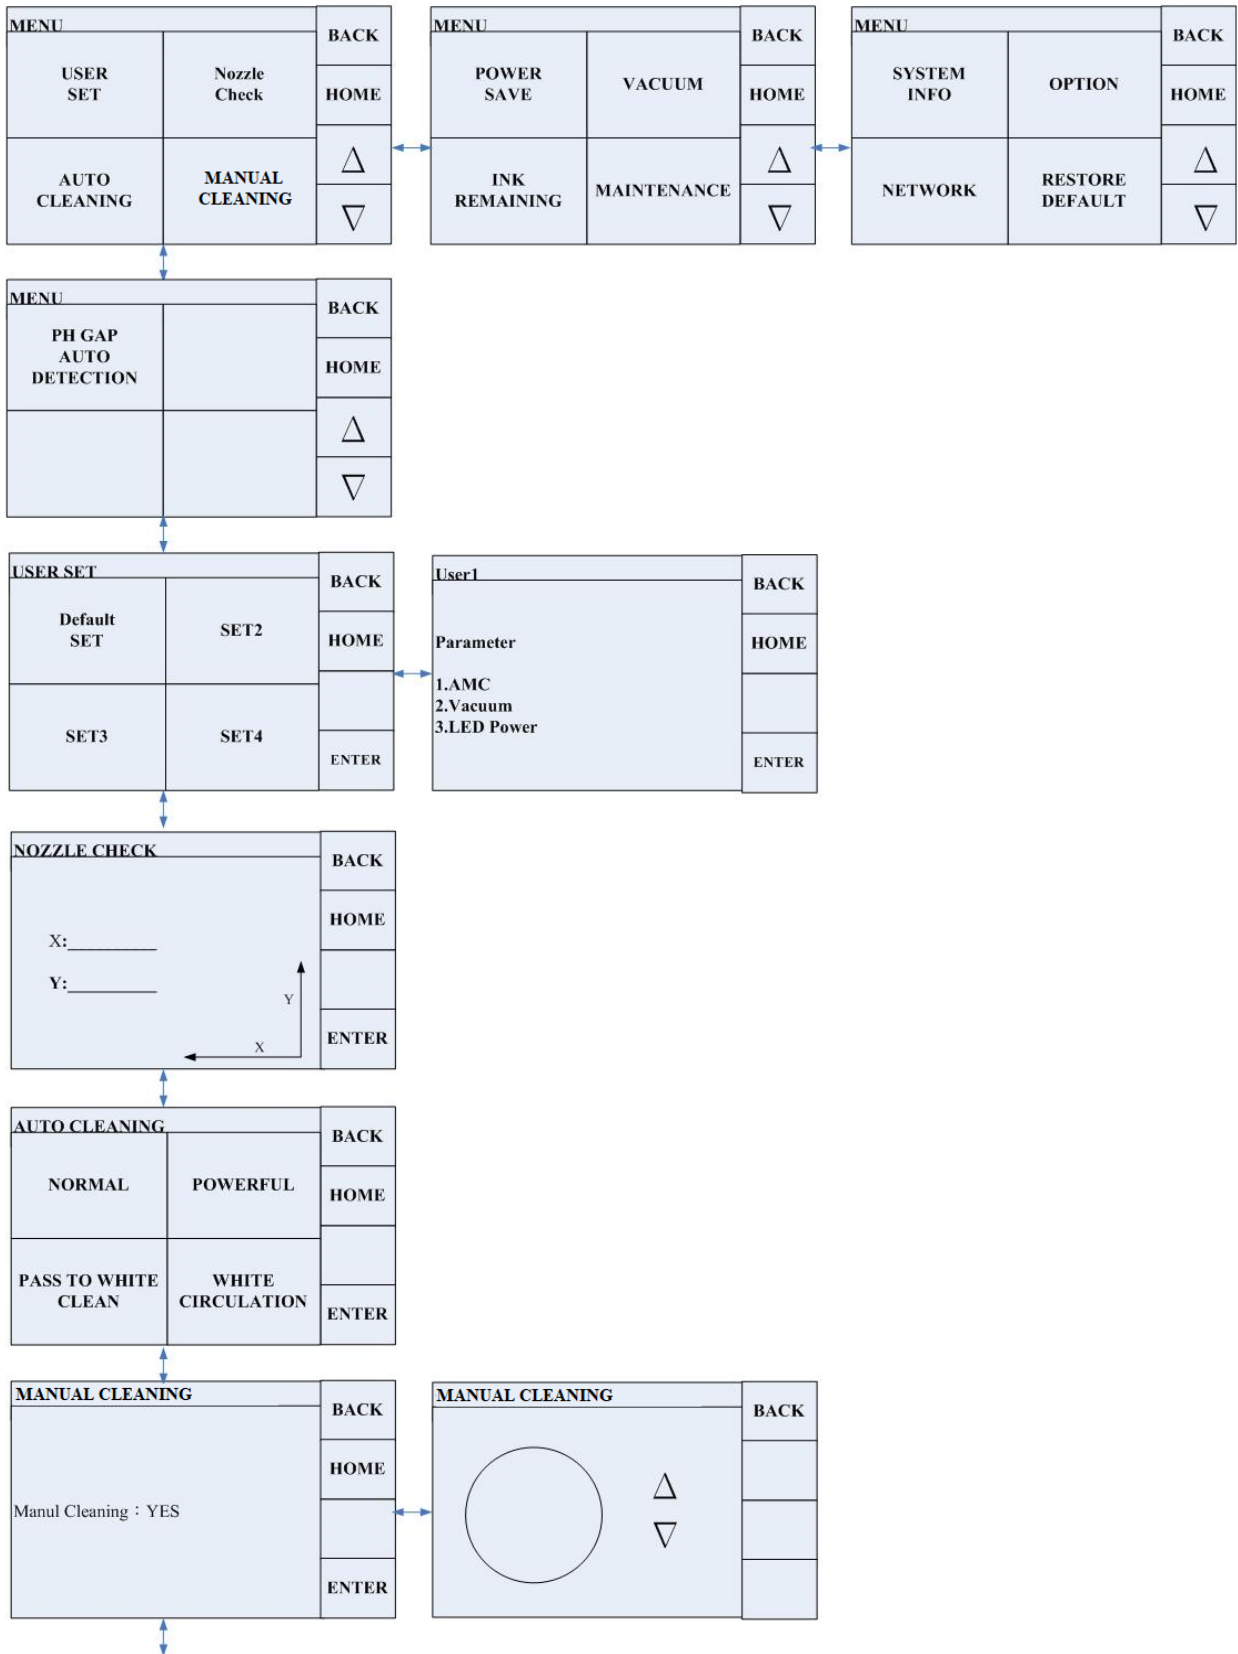 MENU
USER
SET
Nozzle
Check
AUTO
CLEANING
MANUAL
CLEANING
BACK
HOME
△
▽
MENU
POWER
SAVE
VACUUM
INK
REMAINING
MAINTENANCE
BACK
HOME
△
▽
MENU
SYSTEM
INFO
OPTION
NETWORK
RESTORE
DEFAULT
BACK
HOME
△
▽
MENU
PH GAP
AUTO
DETECTION
BACK
HOME
△
▽
USER SET
Default
SET
SET2
SET3
SET4
BACK
HOME
ENTER
User1
Parameter
1.AMC
2.Vacuum
3.LED Power
BACK
HOME
ENTER
NOZZLE CHECK
X:__________
Y:__________
Y
X
BACK
HOME
ENTER
AUTO CLEANING
NORMAL
POWERFUL
PASS TO WHITE
CLEAN
WHITE
CIRCULATION
BACK
HOME
ENTER
MANUAL CLEANING
Manul Cleaning：YES
BACK
HOME
ENTER
MANUAL CLEANING
△
▽
BACK